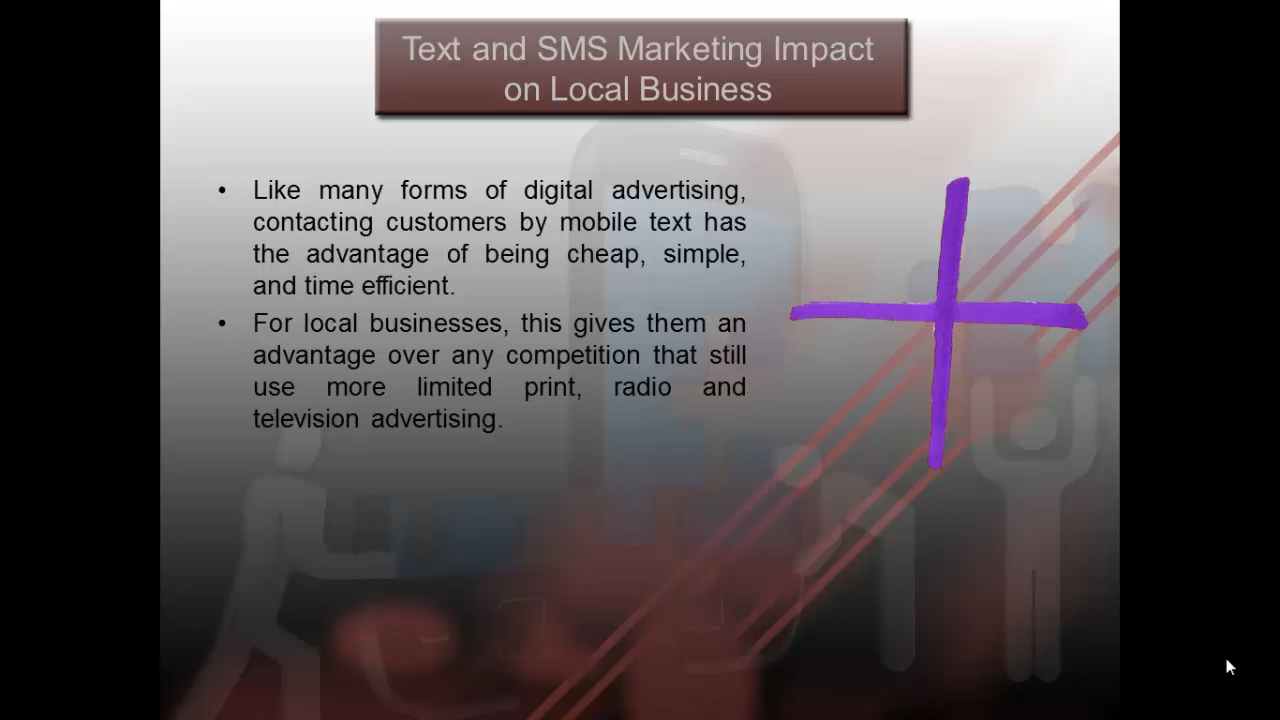 Text and SMS Marketing Impact
on Local Business
• Like many forms of digital advertising,
contacting customers by mobile text has
the advantage of being cheap, simple,
and time efficient.
• For local businesses, this gives them an
advantage over any competition that still
use more limited print, radio and
television advertising.